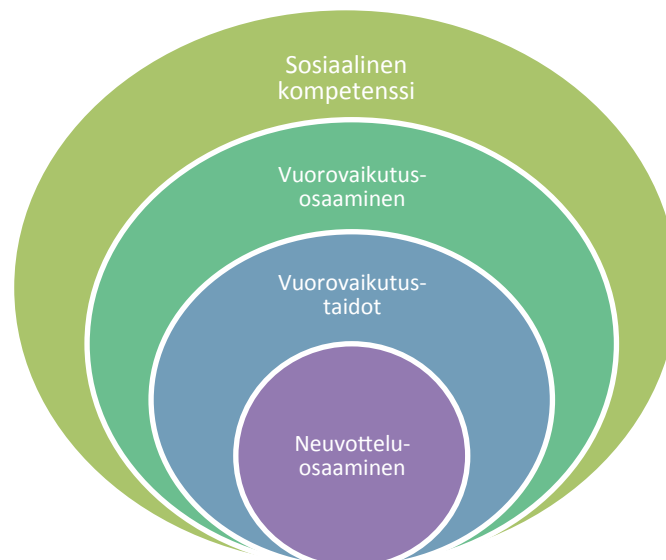 Sosiaalinen
kompetenssi
Vuorovaikutus-
osaaminen
Vuorovaikutus-
taidot
Neuvottelu-
osaaminen